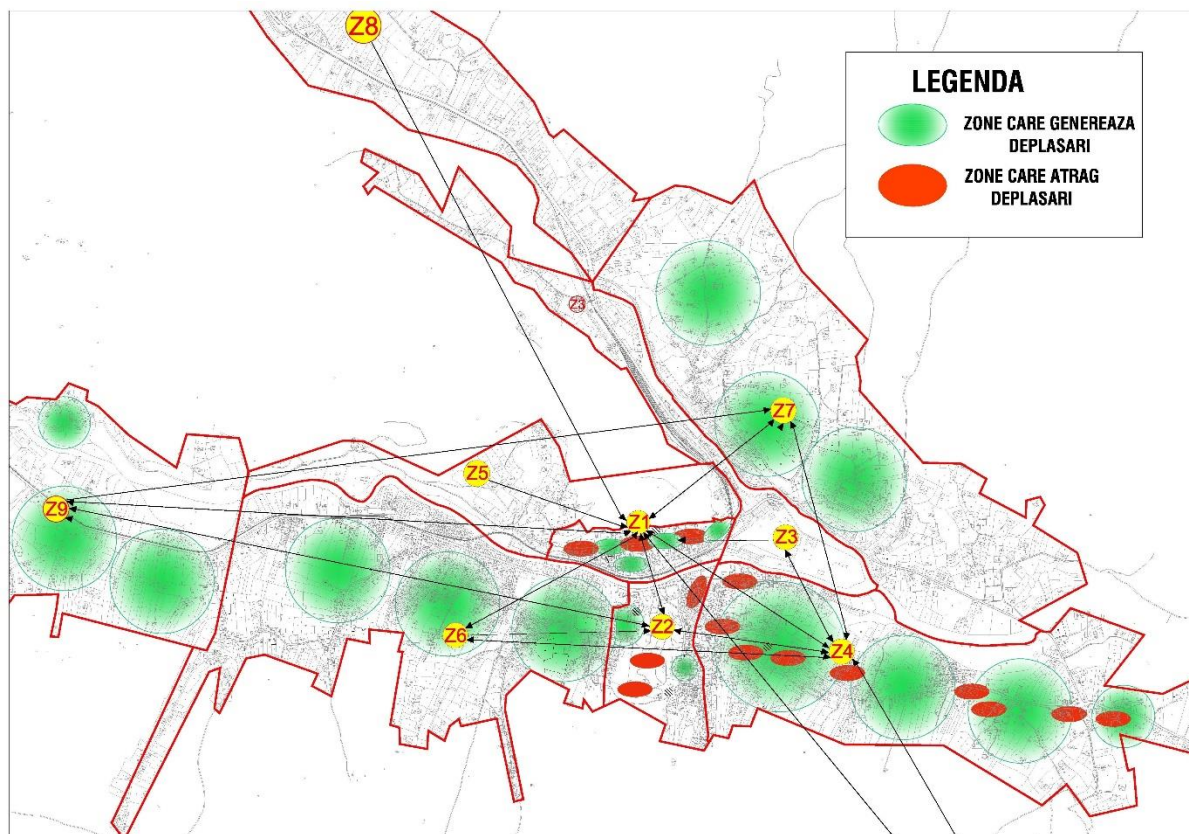 Z8
LEGENDA
ZONE CARE GENEREAZA
DEPLASARI
ZONE CARE ATRAG
DEPLASARI
Z3
Z7
Z5
Z9
Z1
Z3
Z2
Z6
Z4